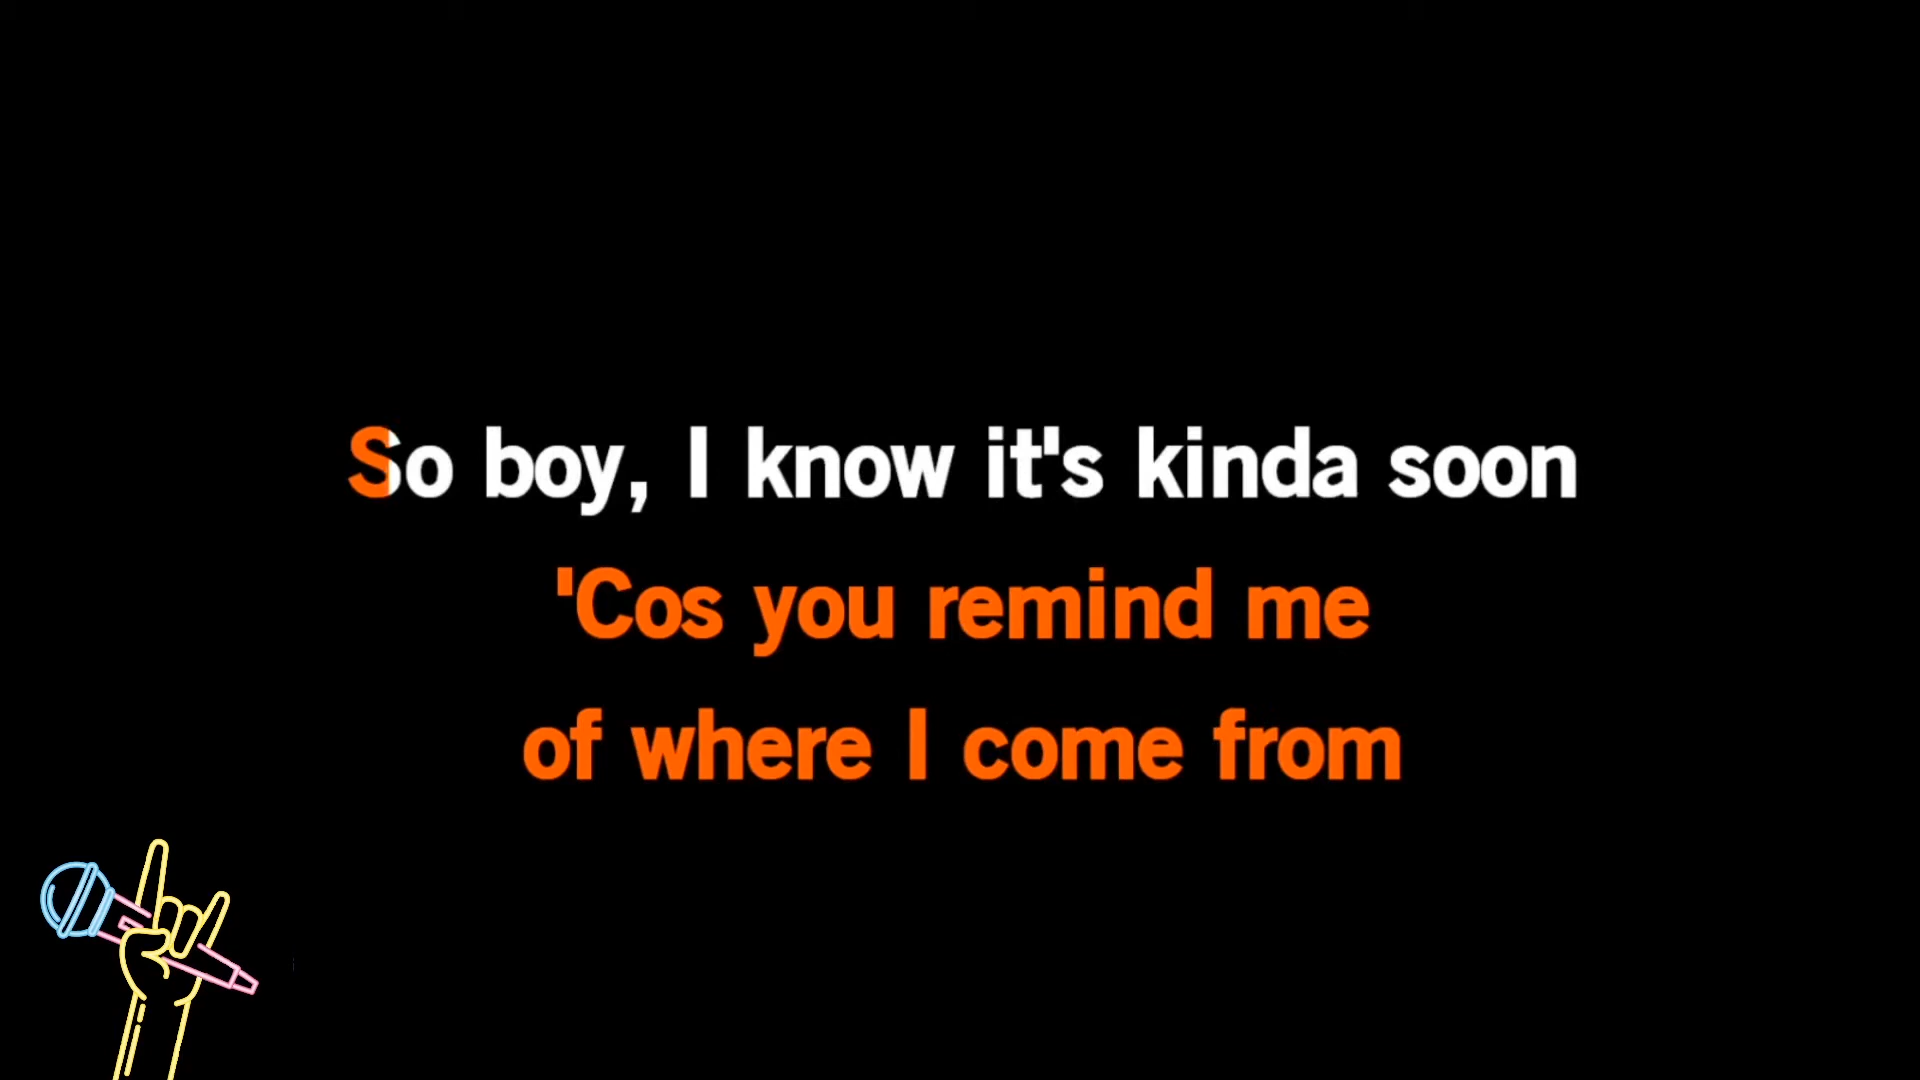 So boy, I know it's kinda soon
'Cos you remind me
of where I come from